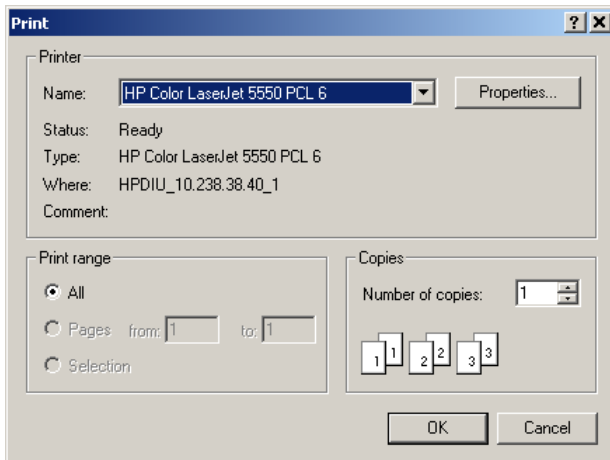 Print
Printer
Name: HP Color LaserJet 5550 PCL 6 Properties...
Status: Ready
Type: HP Color LaserJet 5550 PCL 6
Where: HPDIU_10.238.38.40_1
Comment:
Print range
All
Pages from: 1 to: 1
Selection
Copies
Number of copies: 1
1 1 2 2 3 3
OK Cancel